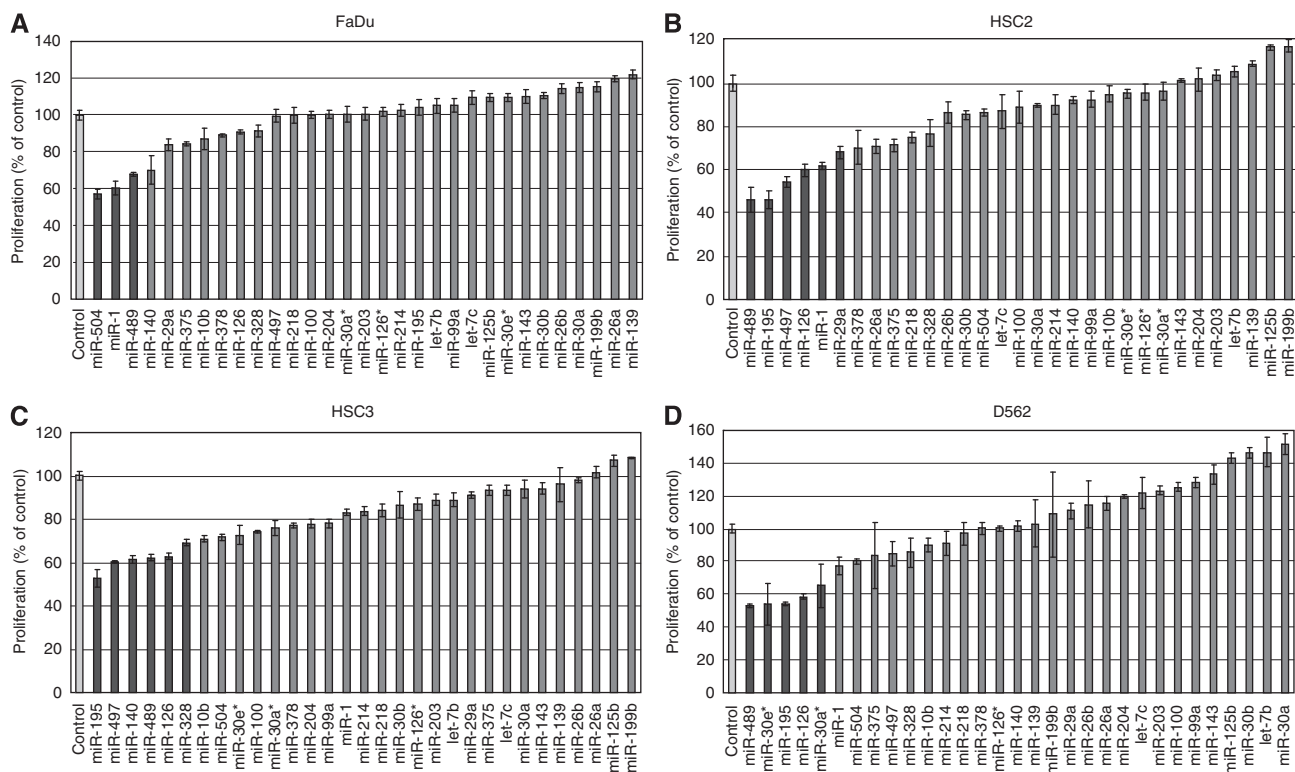 A
FaDu
Proliferation (% of control)
140
120
100
80
60
40
20
0
Control
miR-504
miR-1
miR-489
miR-140
miR-29a
miR-375
miR-10b
miR-378
miR-126
miR-328
miR-497
miR-218
miR-100
miR-204
miR-30a*
miR-203
miR-126*
miR-214
miR-195
let-7b
miR-99a
let-7c
miR-125b
miR-30e*
miR-143
miR-30b
miR-26b
miR-30a
miR-199b
miR-26a
miR-139
B
HSC2
Proliferation (% of control)
120
100
80
60
40
20
0
Control
miR-489
miR-195
miR-497
miR-126
miR-1
miR-29a
miR-378
miR-26a
miR-375
miR-218
miR-328
miR-26b
miR-30b
miR-504
let-7c
miR-100
miR-30a
miR-214
miR-140
miR-99a
miR-10b
miR-30e*
miR-126*
miR-30a*
miR-143
miR-204
miR-203
let-7b
miR-139
miR-125b
miR-199b
C
HSC3
Proliferation (% of control)
120
100
80
60
40
20
0
Control
miR-195
miR-497
miR-140
miR-489
miR-126
miR-328
miR-10b
miR-504
miR-30e*
miR-100
miR-30a*
miR-378
miR-204
miR-99a
miR-1
miR-214
miR-218
miR-30b
miR-126*
miR-203
let-7b
miR-29a
miR-375
let-7c
miR-30a
miR-143
miR-139
miR-26b
miR-26a
miR-125b
miR-199b
D
D562
Proliferation (% of control)
160
140
120
100
80
60
40
20
0
Control
miR-489
miR-30e*
miR-195
miR-126
miR-30a*
miR-1
miR-504
miR-375
miR-497
miR-328
miR-10b
miR-214
miR-218
miR-378
miR-126*
miR-140
miR-139
miR-199b
miR-29a
miR-26b
miR-26a
miR-204
let-7c
miR-203
miR-100
miR-99a
miR-143
miR-125b
miR-30b
let-7b
miR-30a